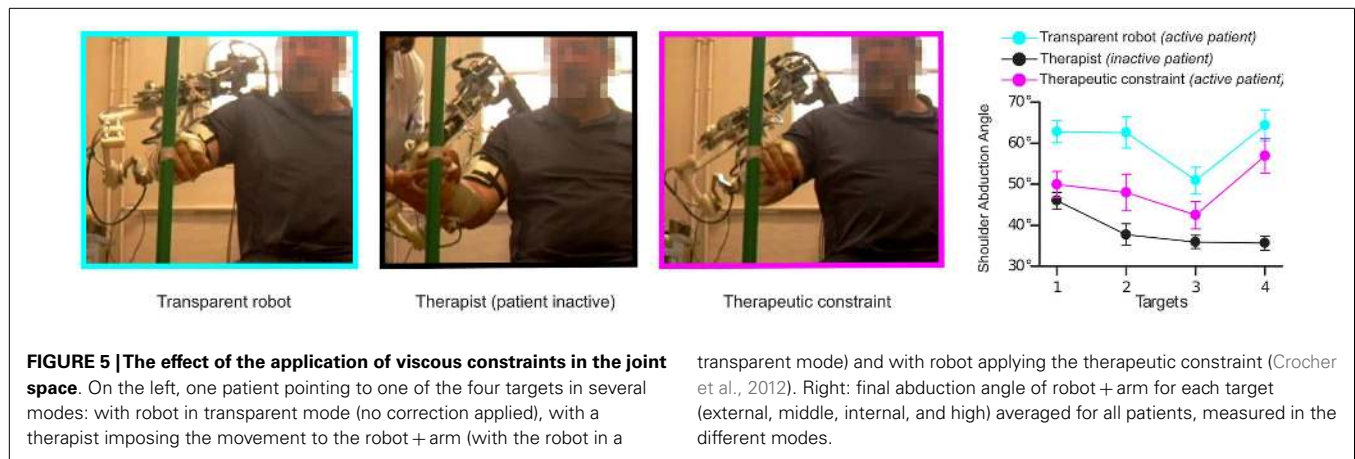 Transparent robot (active patient)
Therapist (inactive patient)
Therapeutic constraint (active patient)
70°
60°
50°
40°
30°
Shoulder Abduction Angle
1 2 3 4
Targets
Transparent robot
Therapist (patient inactive)
Therapeutic constraint
FIGURE 5 | The effect of the application of viscous constraints in the joint
space. On the left, one patient pointing to one of the four targets in several
modes: with robot in transparent mode (no correction applied), with a
therapist imposing the movement to the robot + arm (with the robot in a
transparent mode) and with robot applying the therapeutic constraint (Crocher
et al., 2012). Right: final abduction angle of robot + arm for each target
(external, middle, internal, and high) averaged for all patients, measured in the
different modes.